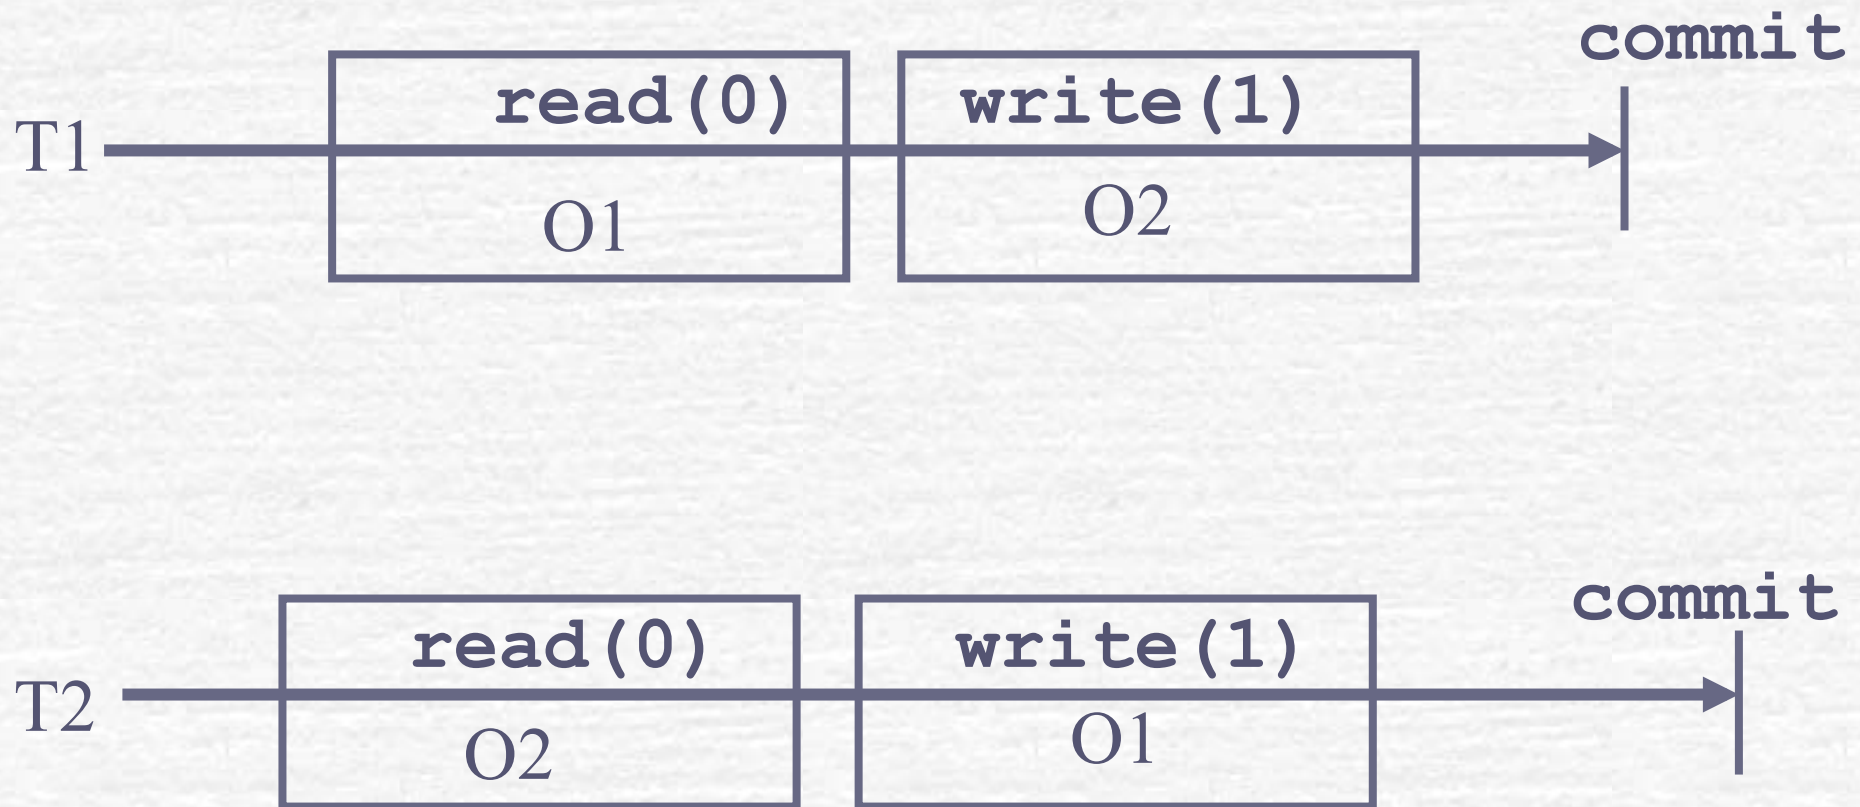 commit
read(0) write(1)
T1
O1 O2
commit
read(0) write(1)
T2
O2 O1